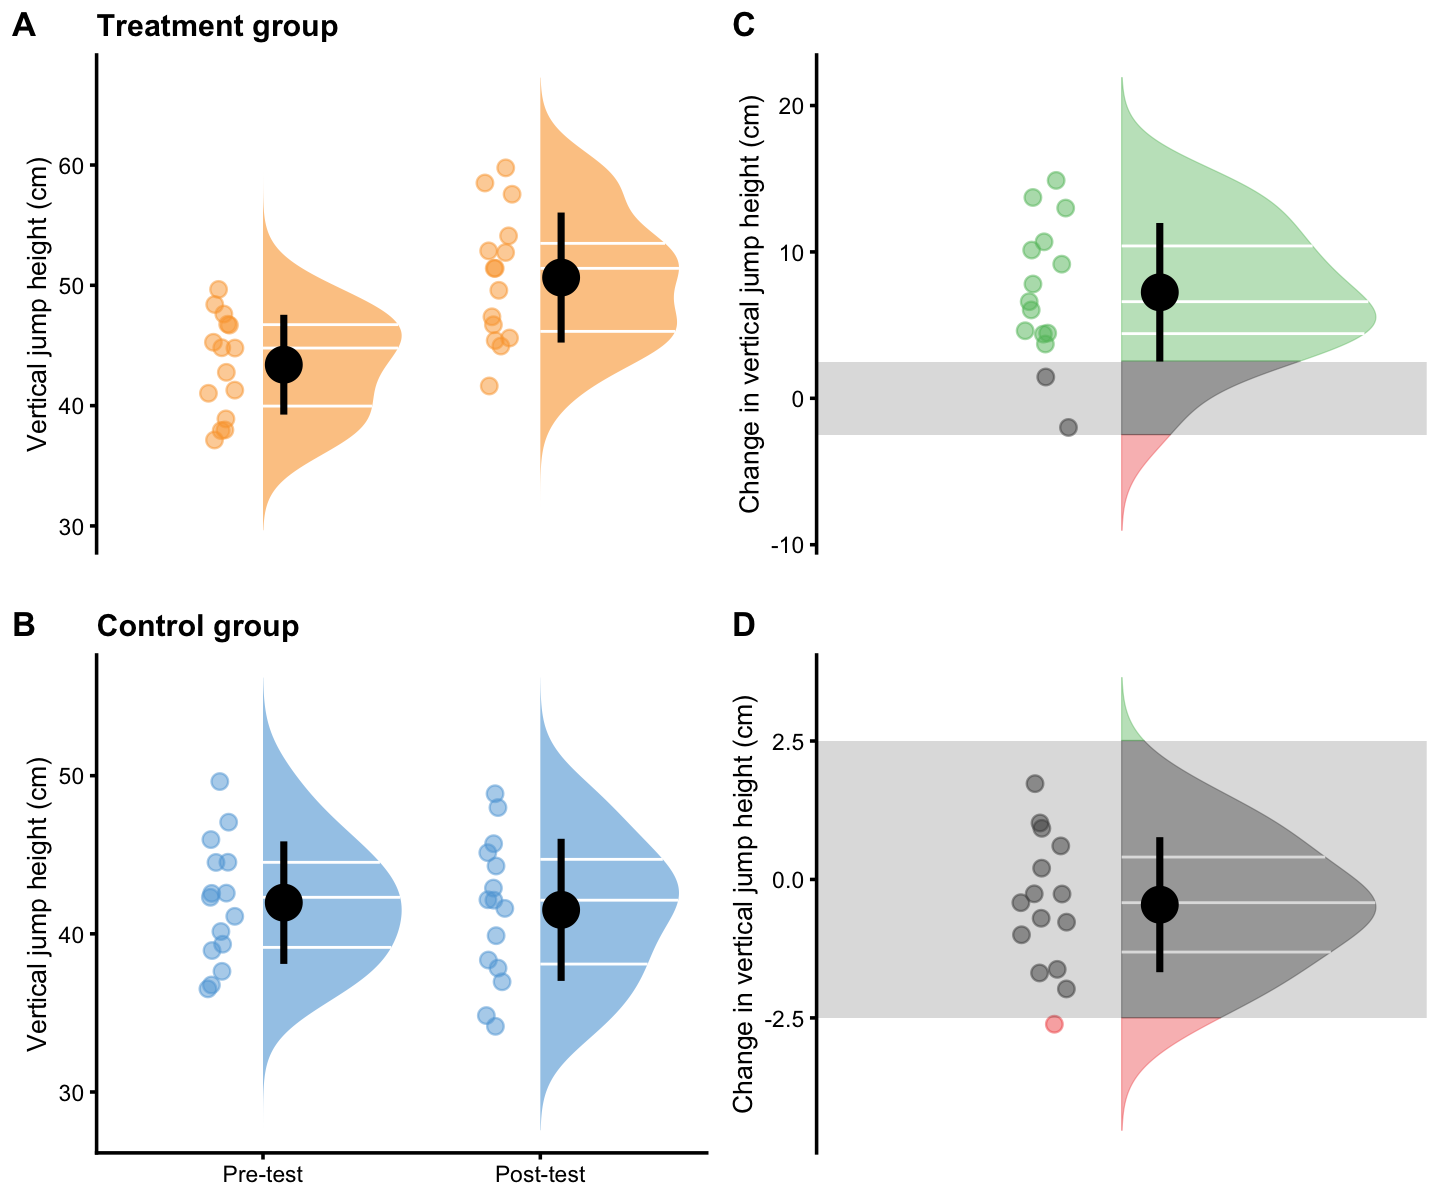 A
Treatment group
Vertical jump height (cm)
60
50
40
30
C
Change in vertical jump height (cm)
20
10
0
-10
B
Control group
Vertical jump height (cm)
50
40
30
Pre-test
Post-test
D
Change in vertical jump height (cm)
2.5
0.0
-2.5